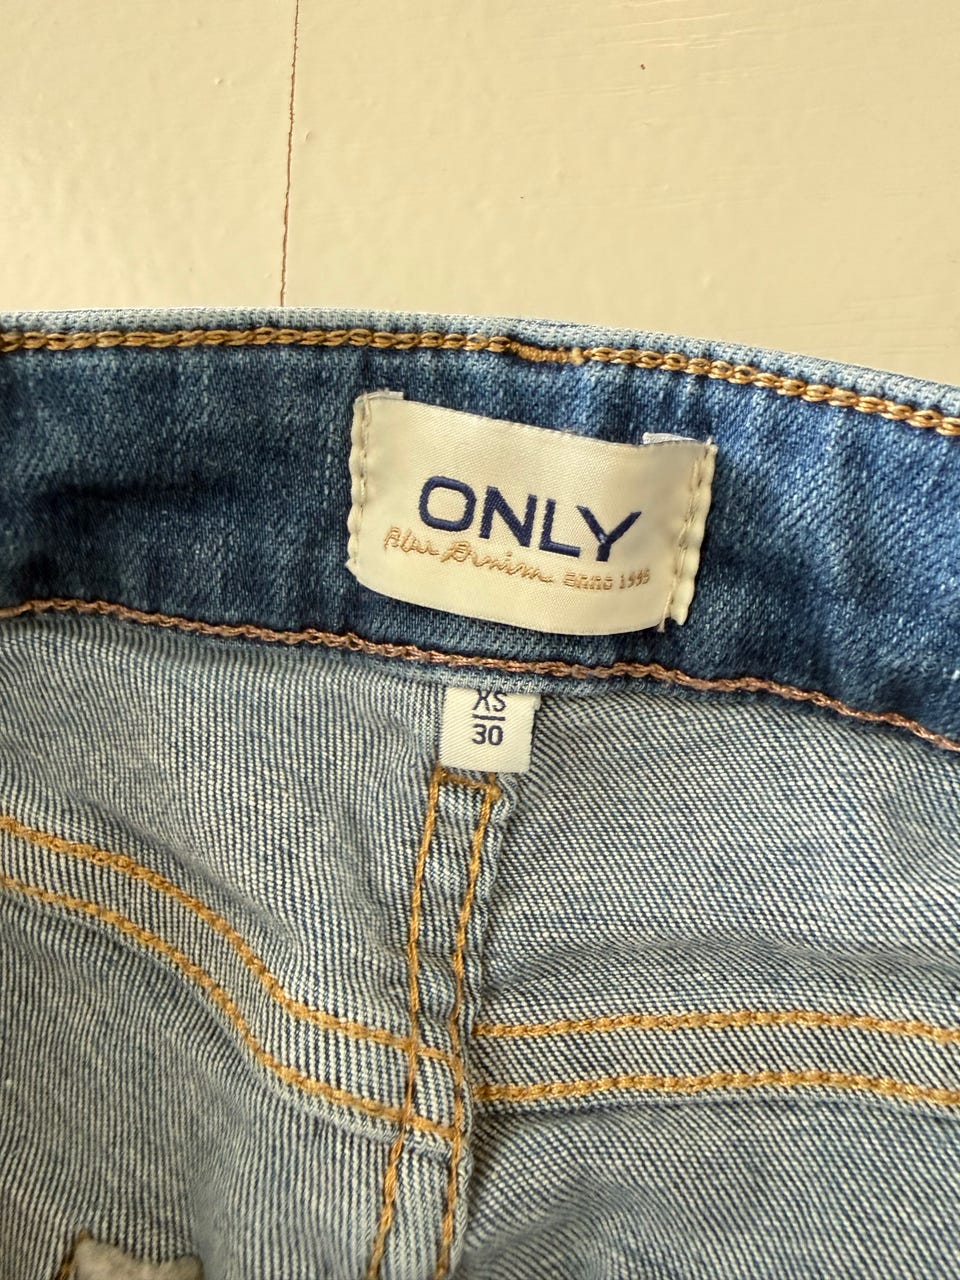 ONLY
Blue Denim anno 1995
XS
30